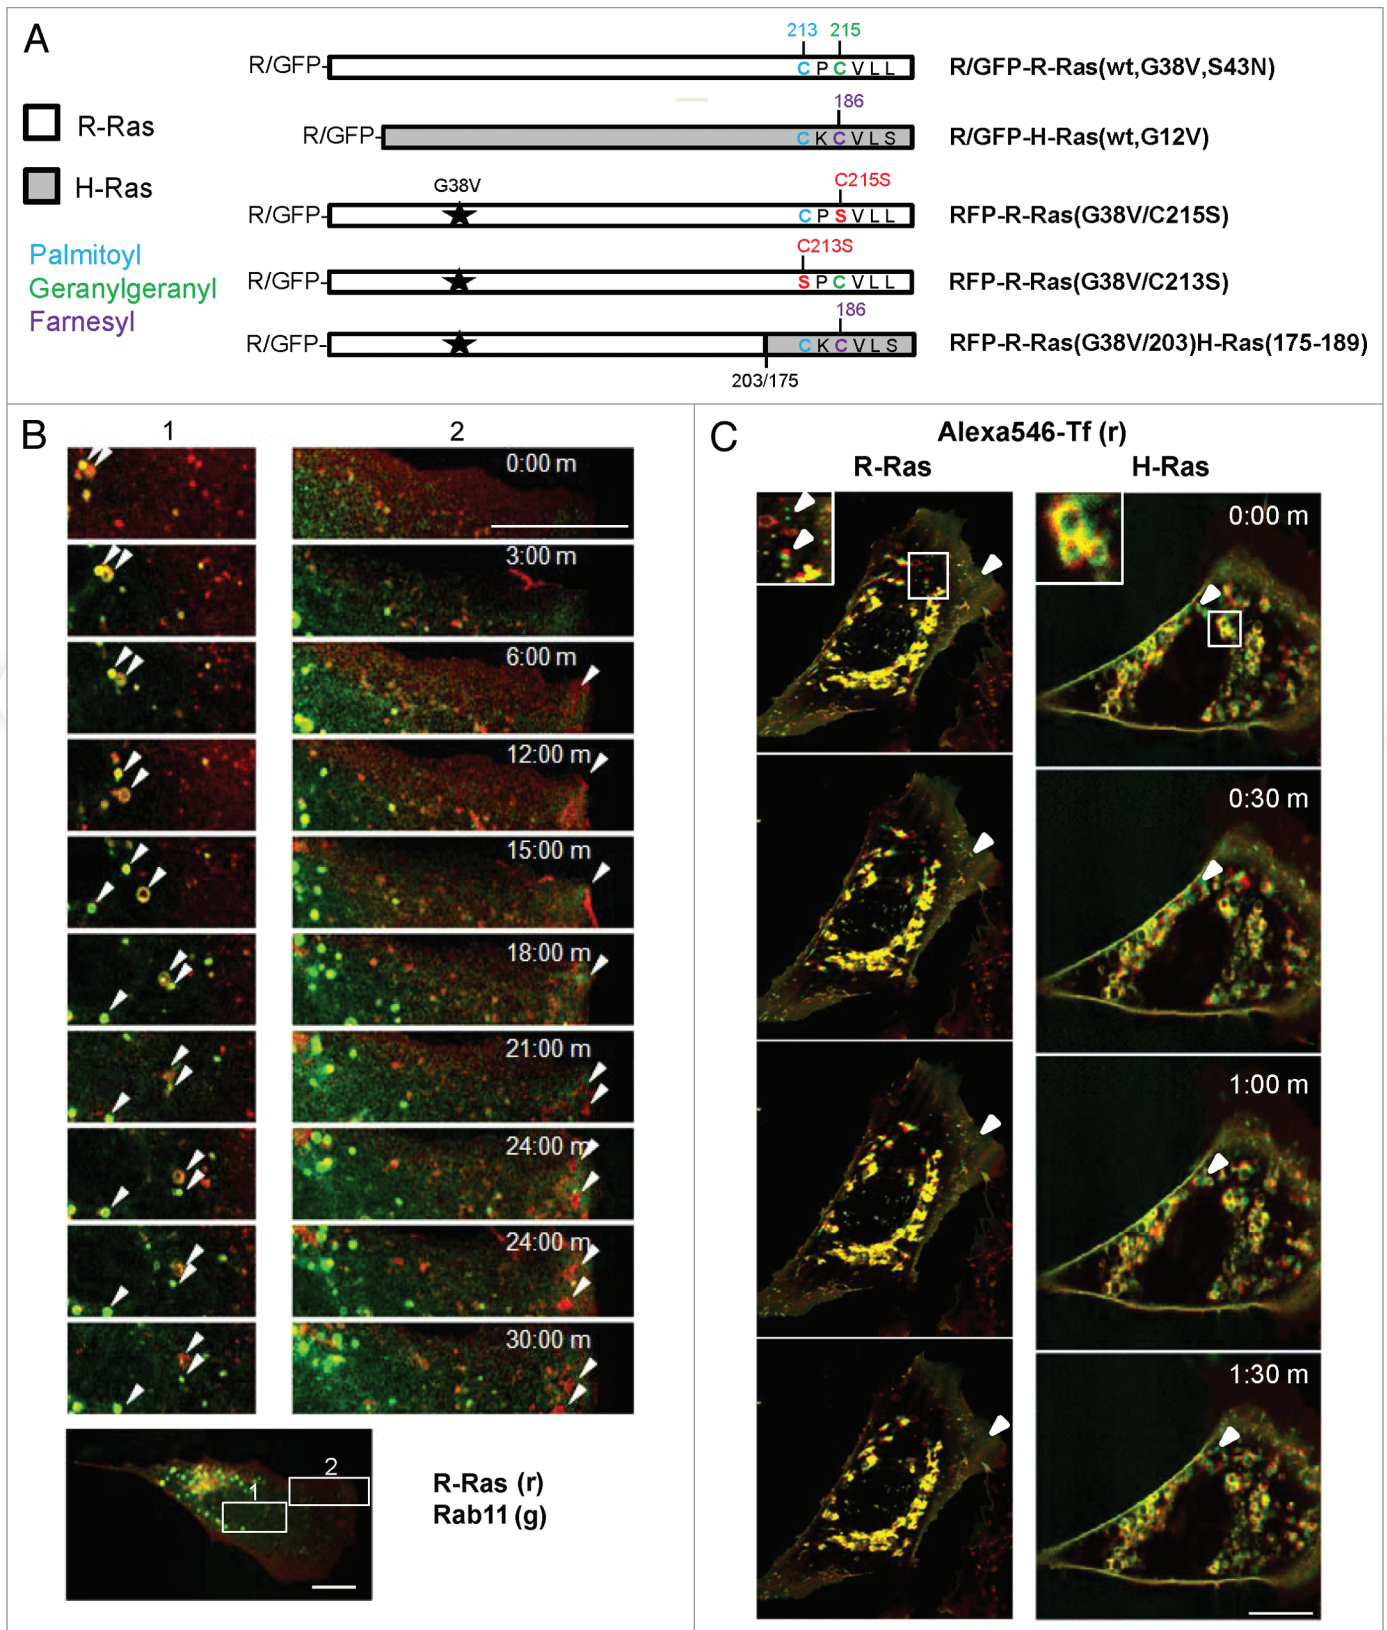 A
213 215
R/GFP- C P C V L L R/GFP-R-Ras(wt,G38V,S43N)
R-Ras
186
R/GFP- C K C V L S R/GFP-H-Ras(wt,G12V)
H-Ras
G38V C215S
R/GFP- C P S V L L RFP-R-Ras(G38V/C215S)
Palmitoyl
Geranylgeranyl
Farnesyl
C213S
R/GFP- S P C V L L RFP-R-Ras(G38V/C213S)
186
R/GFP- C K C V L S RFP-R-Ras(G38V/203)H-Ras(175-189)
203/175
B
1 2
0:00 m
3:00 m
6:00 m
12:00 m
15:00 m
18:00 m
21:00 m
24:00 m
24:00 m
30:00 m
1
2
R-Ras (r)
Rab11 (g)
C
Alexa546-Tf (r)
R-Ras H-Ras
0:00 m
0:30 m
1:00 m
1:30 m